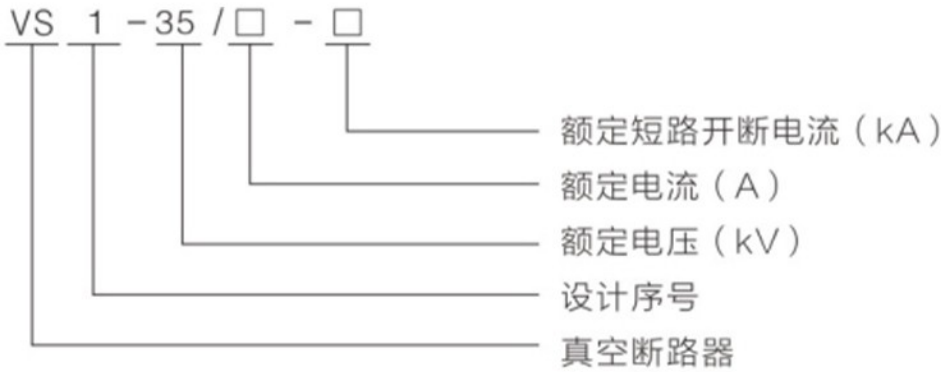 VS 1 - 35 / □ - □
额定短路开断电流（kA）
额定电流（A）
额定电压（kV）
设计序号
真空断路器